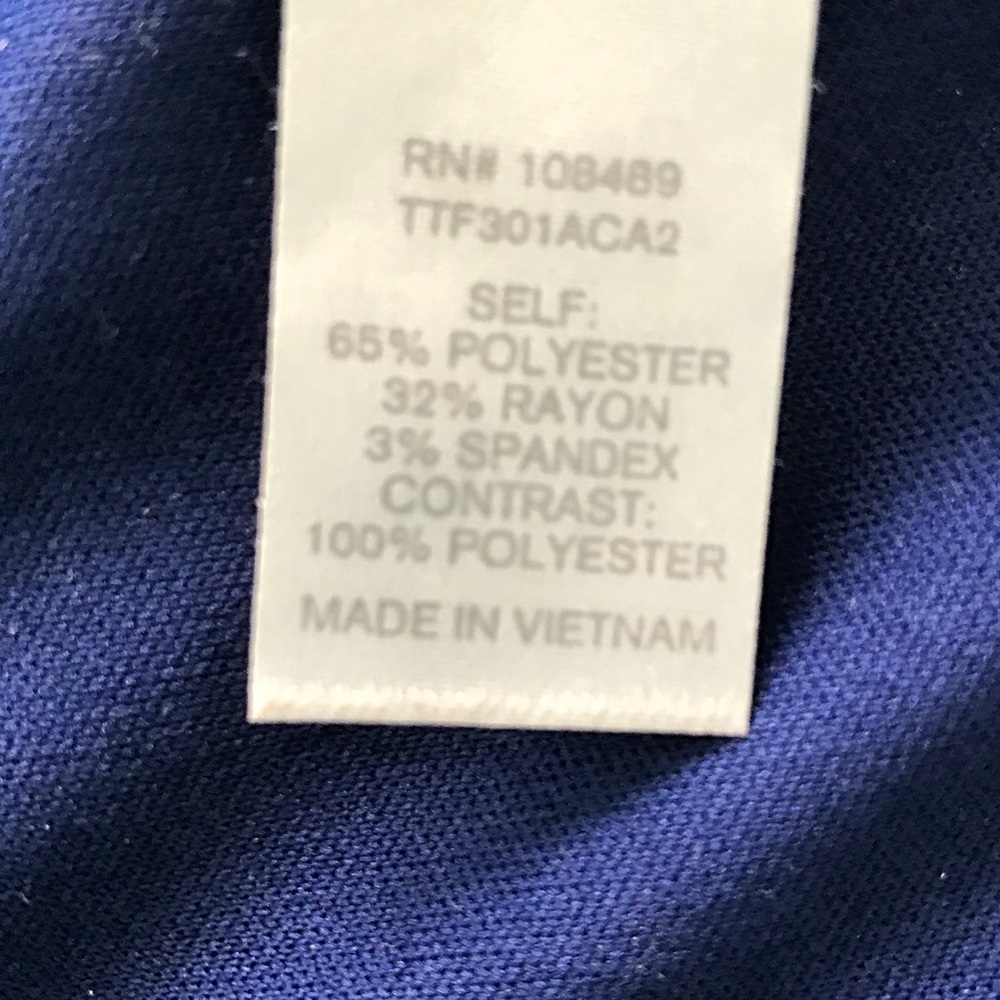 RN# 108489
TTF301ACA2
SELF:
65% POLYESTER
32% RAYON
3% SPANDEX
CONTRAST:
100% POLYESTER
MADE IN VIETNAM